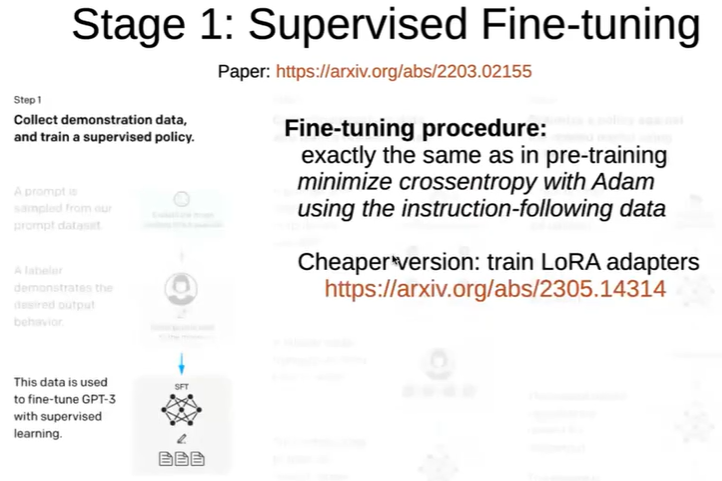 Stage 1: Supervised Fine-tuning
Paper: https://arxiv.org/abs/2203.02155
Step 1
Collect demonstration data,
and train a supervised policy.
A prompt is
sampled from our
prompt dataset.
A labeler
demonstrates the
desired output
behavior.
This data is used
to fine-tune GPT-3
with supervised
learning.
SFT
Fine-tuning procedure:
exactly the same as in pre-training
minimize crossentropy with Adam
using the instruction-following data
Cheaper version: train LoRA adapters
https://arxiv.org/abs/2305.14314